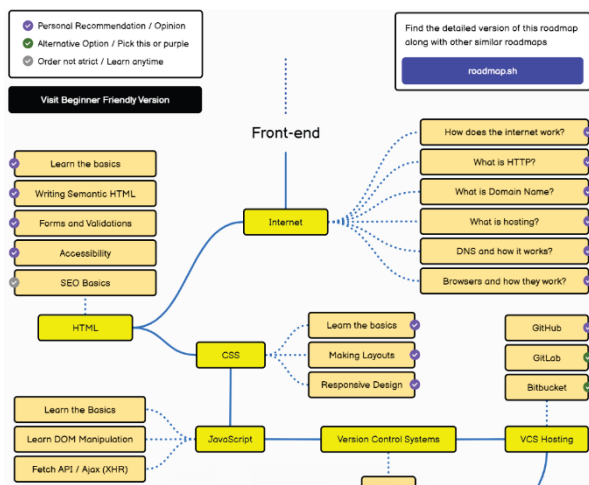 Personal Recommendation / Opinion
Alternative Option / Pick this or purple
Order not strict / Learn anytime
Find the detailed version of this roadmap
along with other similar roadmaps
roadmap.sh
Visit Beginner Friendly Version
Front-end
How does the internet work?
What is HTTP?
What is Domain Name?
What is hosting?
DNS and how it works?
Browsers and how they work?
Internet
Learn the basics
Writing Semantic HTML
Forms and Validations
Accessibility
SEO Basics
HTML
CSS
Learn the basics
Making Layouts
Responsive Design
GitHub
GitLab
Bitbucket
Learn the Basics
Learn DOM Manipulation
Fetch API / Ajax (XHR)
JavaScript
Version Control Systems
VCS Hosting